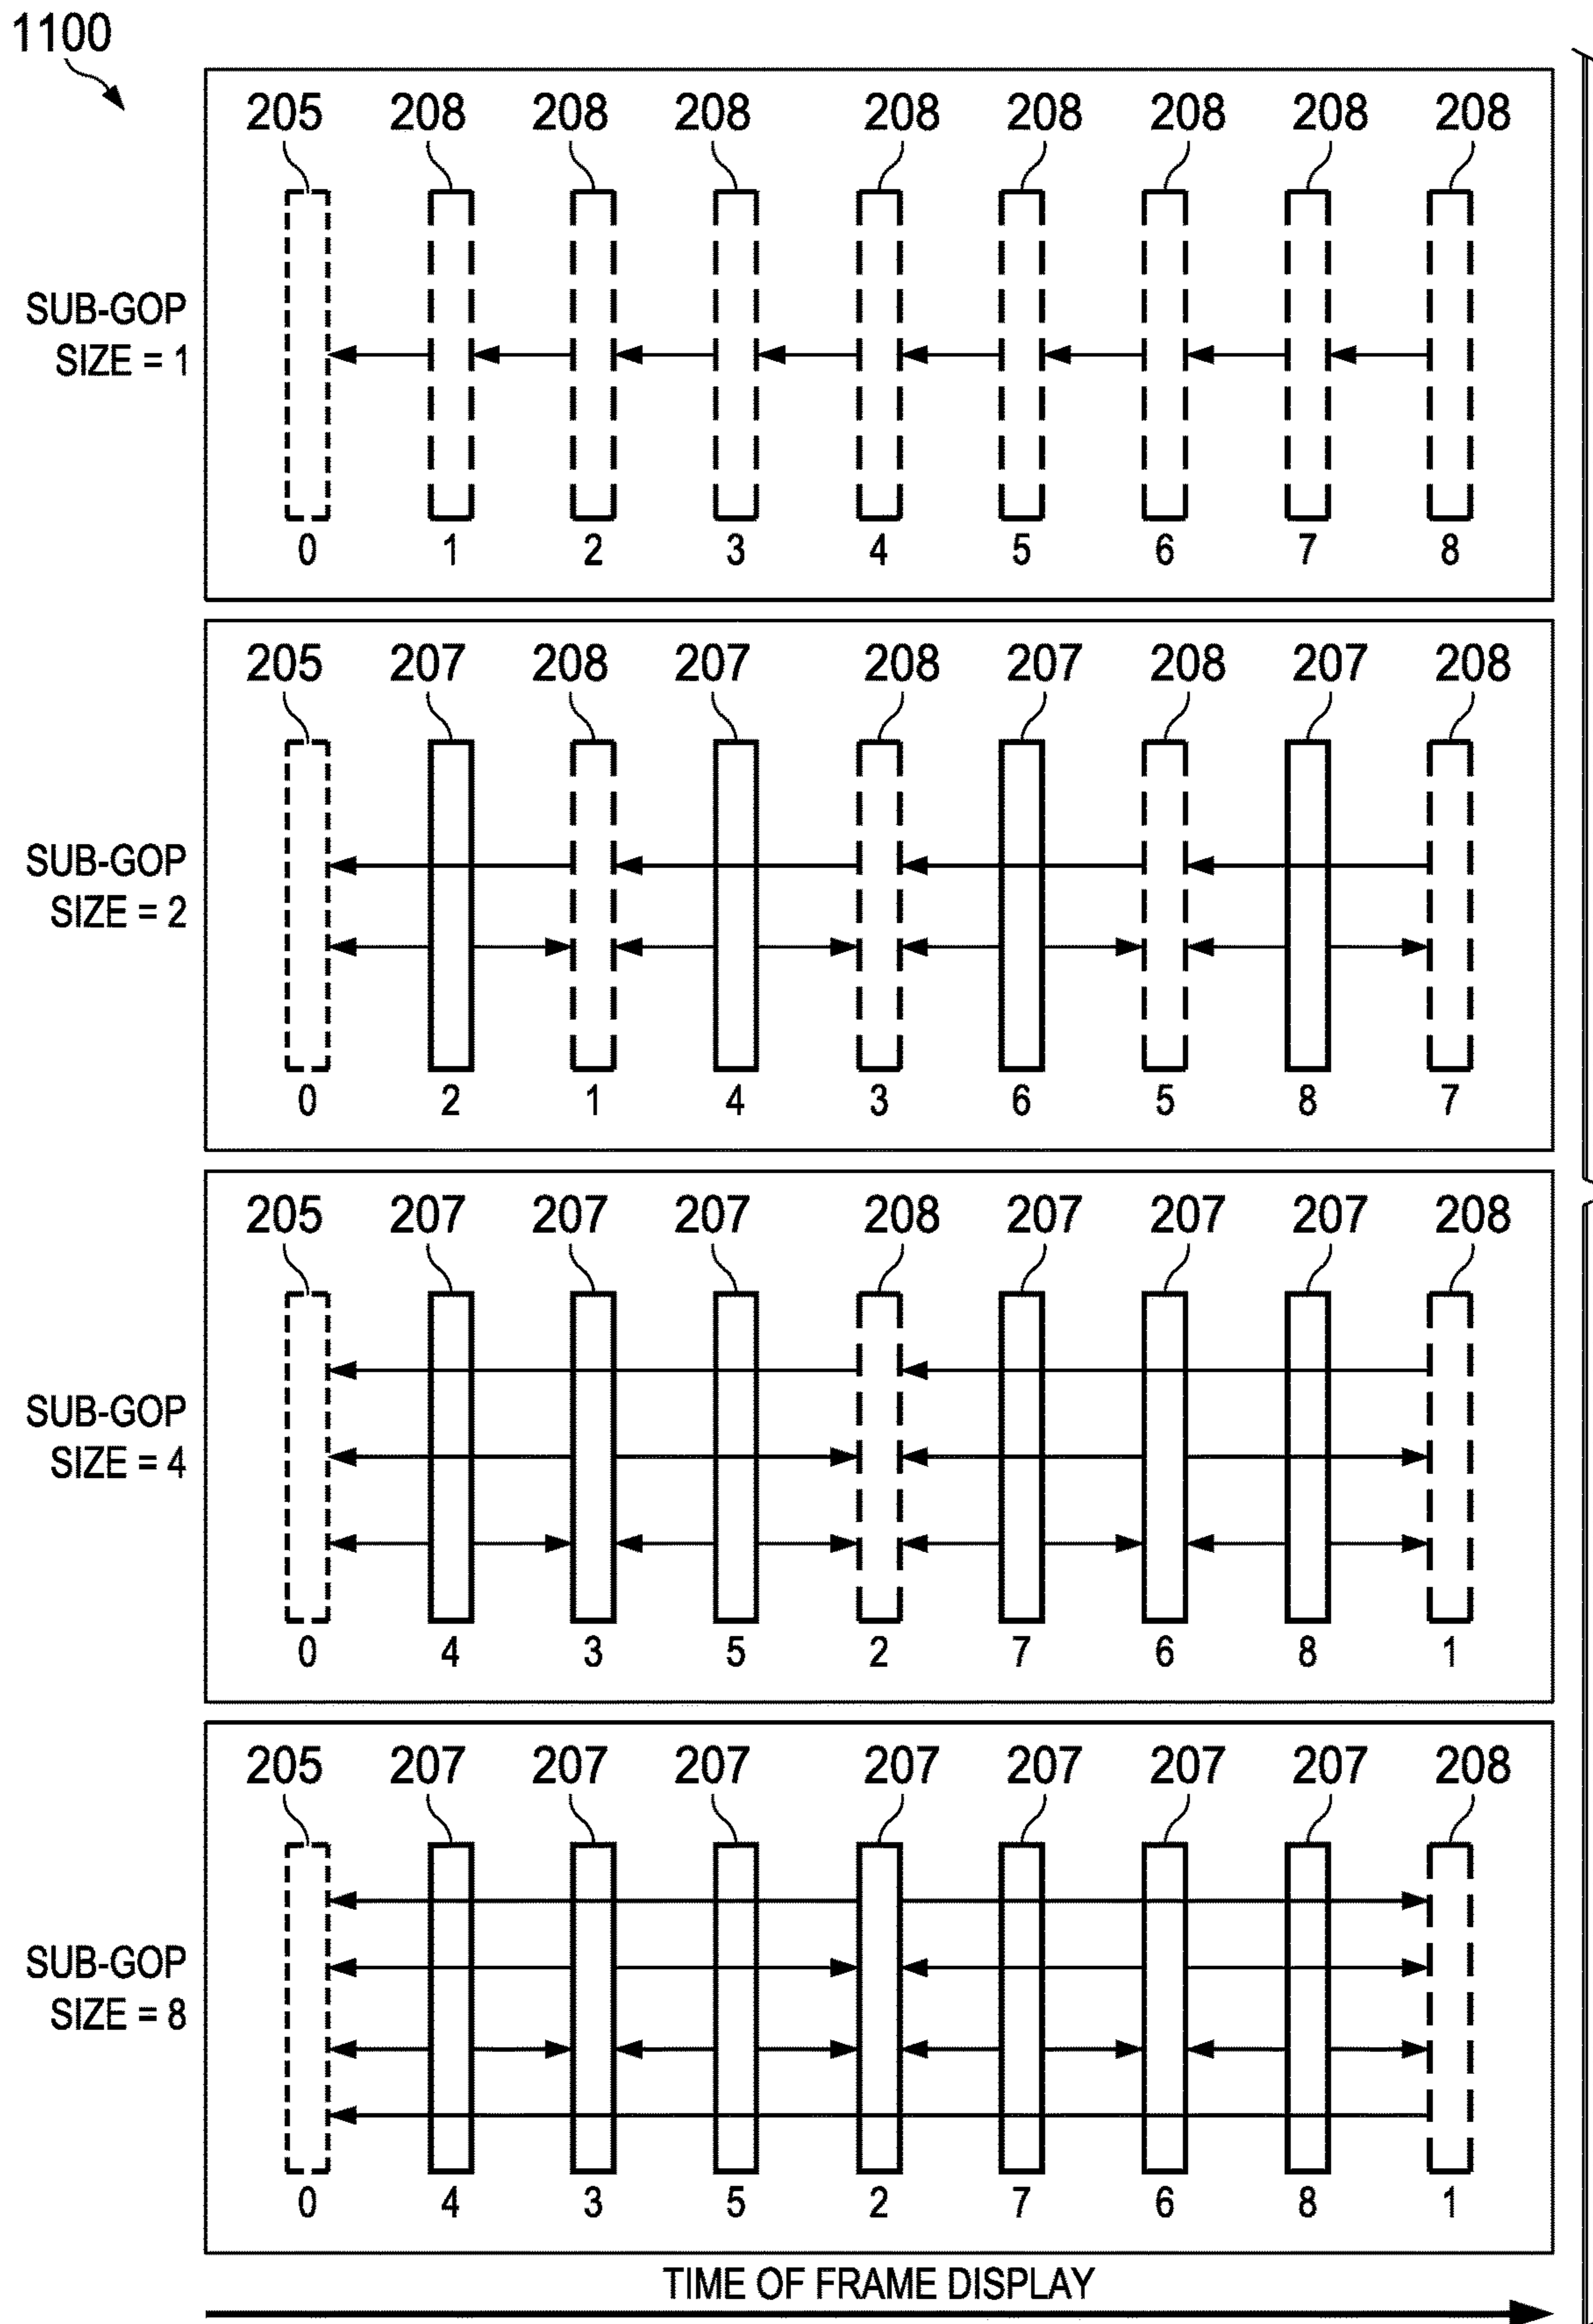 1100
205 208 208 208 208 208 208 208 208
SUB-GOP
SIZE = 1
0 1 2 3 4 5 6 7 8
205 207 208 207 208 207 208 207 208
SUB-GOP
SIZE = 2
0 2 1 4 3 6 5 8 7
205 207 207 207 208 207 207 207 208
SUB-GOP
SIZE = 4
0 4 3 5 2 7 6 8 1
205 207 207 207 207 207 207 207 208
SUB-GOP
SIZE = 8
0 4 3 5 2 7 6 8 1
TIME OF FRAME DISPLAY